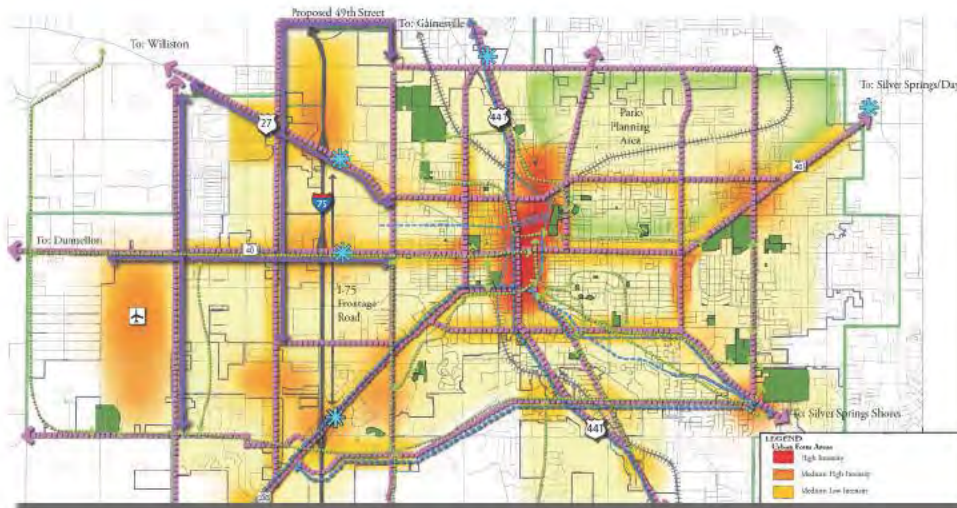 Proposed 49th Street
To: Gainesville
To: Williston
To: Silver Springs/Day
27
441
Park
Planning
Area
40
75
To: Dunnellon
40
I-75
Frontage
Road
To: Silver Springs Shores
441
LEGEND
Urban Form Areas
High Intensity
Medium High Intensity
Medium Low Intensity